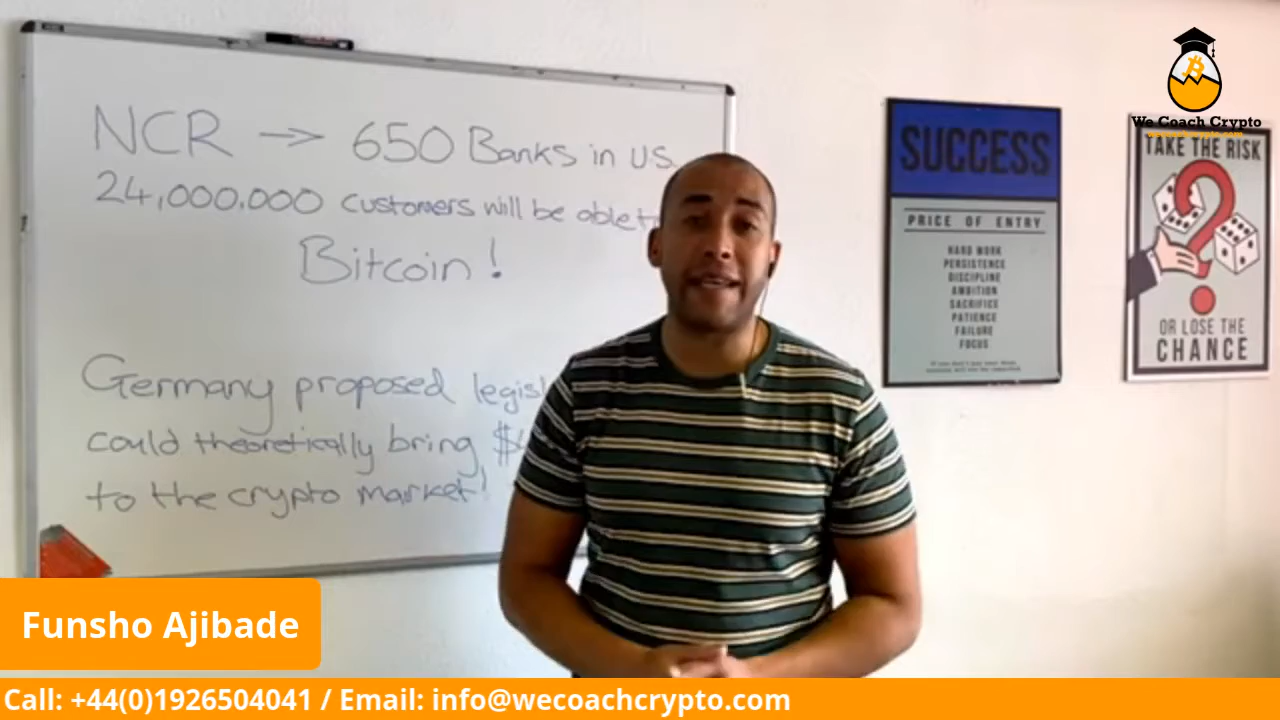 NCR → 650 Banks in U.S.
24,000,000 customers will be able
Bitcoin!
Germany proposed
could theoretically bring
to the crypto market!
SUCCESS
PRICE OF ENTRY
HARD WORK
PERSISTENCE
DISCIPLINE
AMBITION
SACRIFICE
PATIENCE
FAILURE
FOCUS
We Coach Crypto
TAKE THE RISK
OR LOSE THE
CHANCE
Funsho Ajibade
Call: +44(0)1926504041 / Email: info@wecoachcrypto.com